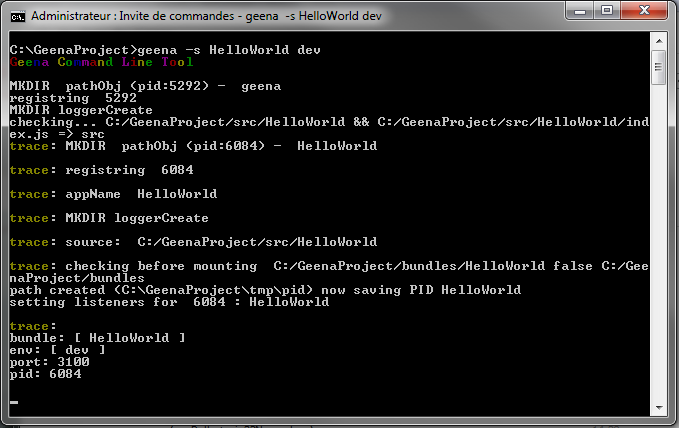 Administrateur : Invite de commandes - geena -s HelloWorld dev
C:\GeenaProject>geena -s HelloWorld dev
Geena Command Line Tool
MKDIR pathObj (pid:5292) - geena
registring 5292
MKDIR loggerCreate
checking... C:/GeenaProject/src/HelloWorld && C:/GeenaProject/src/HelloWorld/ind
ex.js => src
trace: MKDIR pathObj (pid:6084) - HelloWorld
trace: registring 6084
trace: appName HelloWorld
trace: MKDIR loggerCreate
trace: source: C:/GeenaProject/src/HelloWorld
trace: checking before mounting C:/GeenaProject/bundles/HelloWorld false C:/Gee
naProject/bundles
path created (C:\GeenaProject\tmp\pid) now saving PID HelloWorld
setting listeners for 6084 : HelloWorld
trace:
bundle: [ HelloWorld ]
env: [ dev ]
port: 3100
pid: 6084